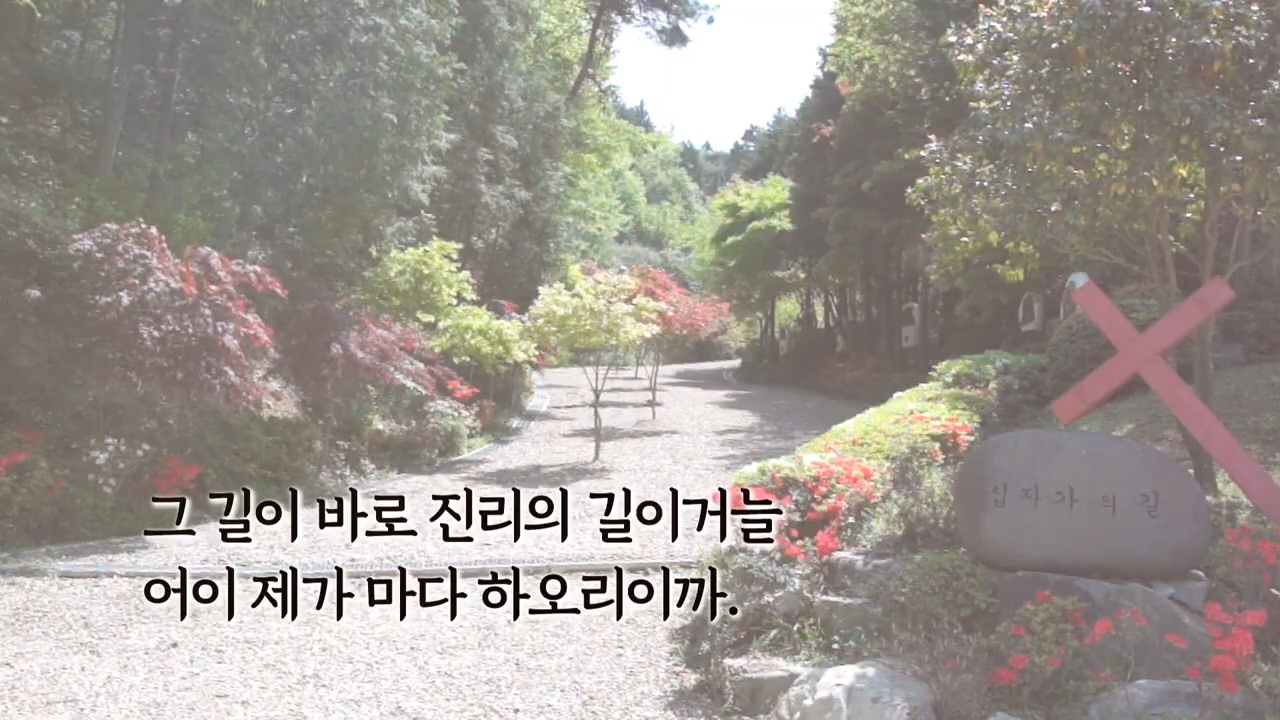 그 길이 바로 진리의 길이거늘
어이 제가 마다 하오리이까.
십자가의 길